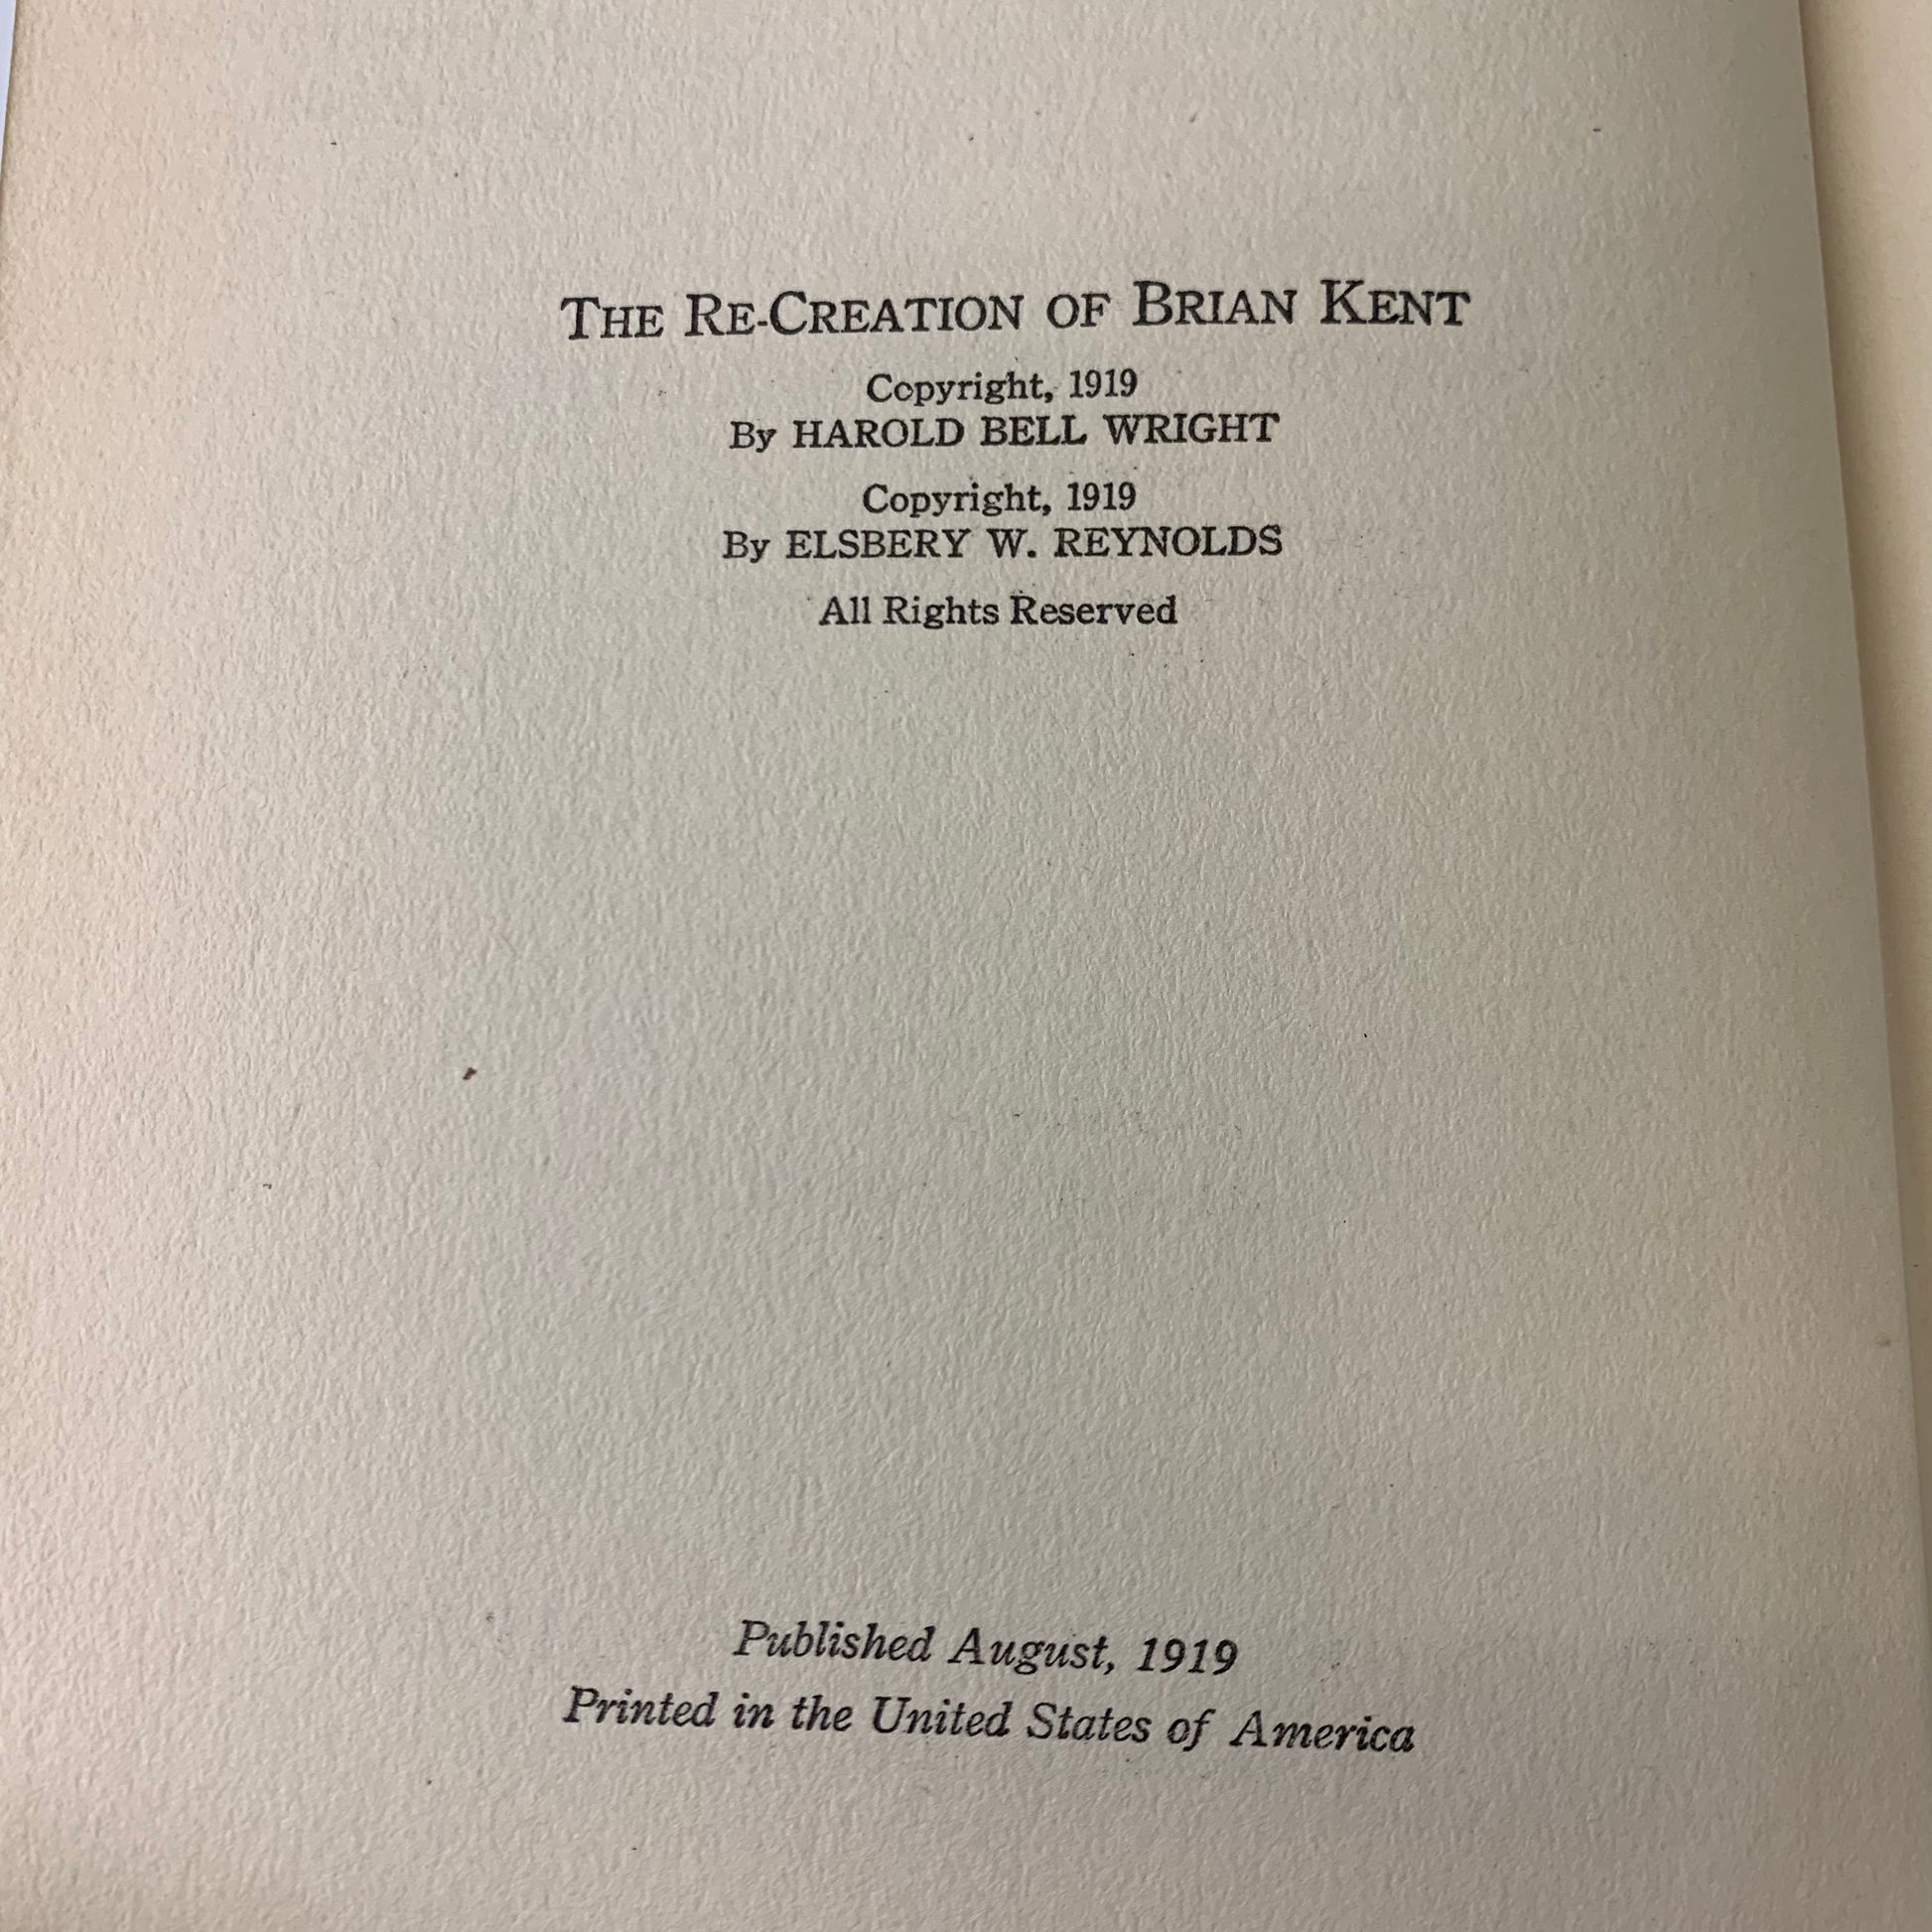 THE RE-CREATION OF BRIAN KENT
Copyright, 1919
By HAROLD BELL WRIGHT
Copyright, 1919
By ELSBERY W. REYNOLDS
All Rights Reserved
Published August, 1919
Printed in the United States of America